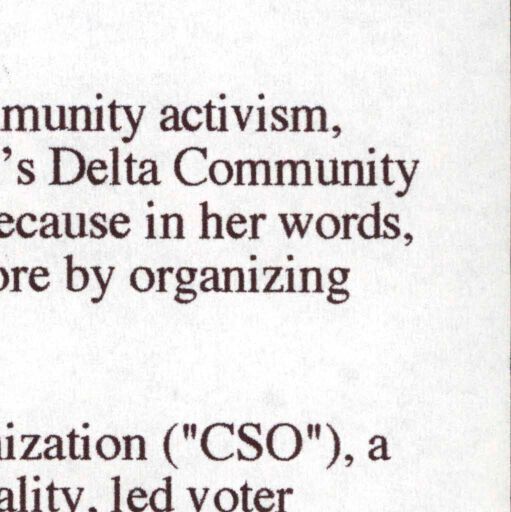 munity activism,
's Delta Community
ecause in her words,
ore by organizing
ization ("CSO"), a
ality, led voter